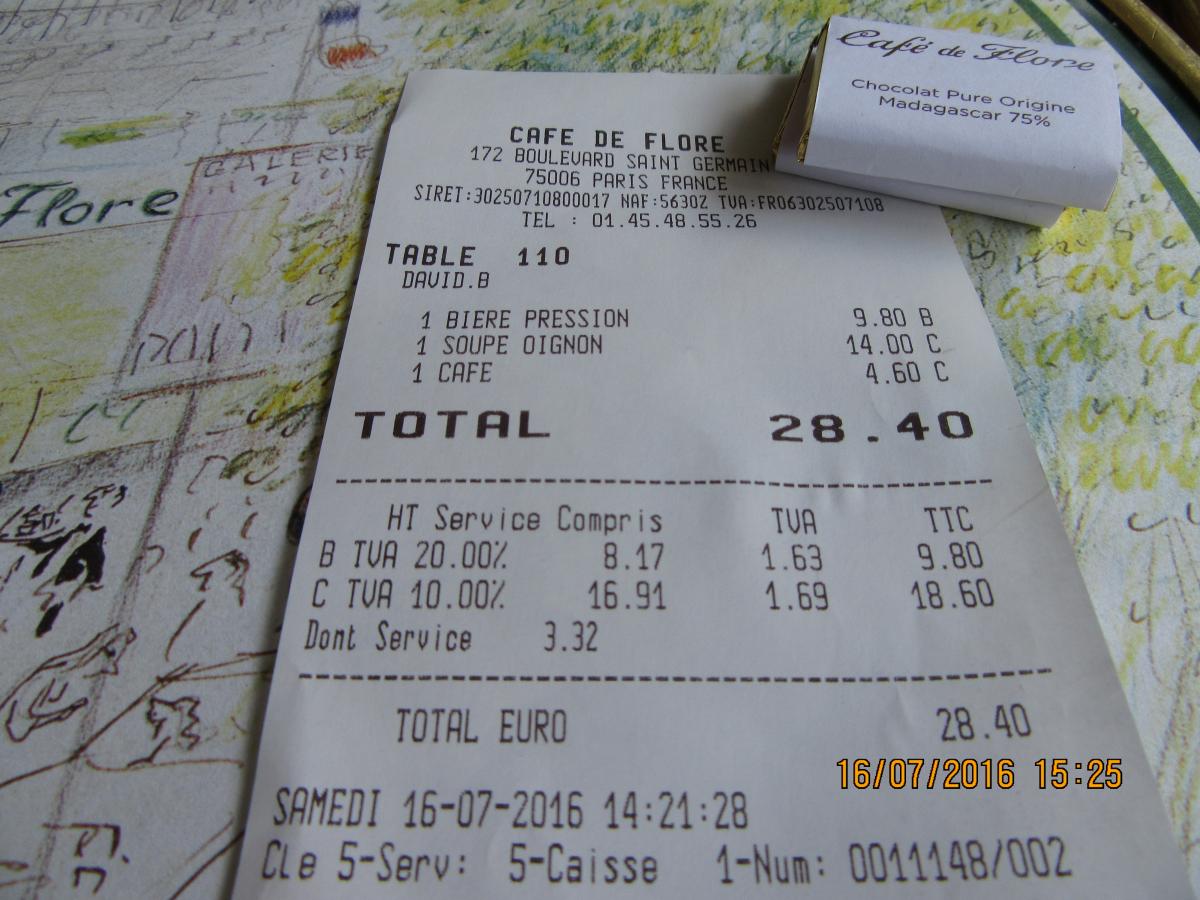 Café de Flore
Chocolat Pure Origine
Madagascar 75%
GALERIE
Flore
CAFE DE FLORE
172 BOULEVARD SAINT GERMAIN
75006 PARIS FRANCE
SIRET:30250710800017 NAF:5630Z TVA:FR06302507108
TEL : 01.45.48.55.26
TABLE 110
DAVID.B
1 BIERE PRESSION 9.80 B
1 SOUPE OIGNON 14.00 C
1 CAFE 4.60 C
TOTAL 28.40
HT Service Compris TVA TTC
B TVA 20.00% 8.17 1.63 9.80
C TVA 10.00% 16.91 1.69 18.60
Dont Service 3.32
TOTAL EURO 28.40
16/07/2016 15:25
SAMEDI 16-07-2016 14:21:28
Cle 5-Serv: 5-Caisse 1-Num: 0011148/002